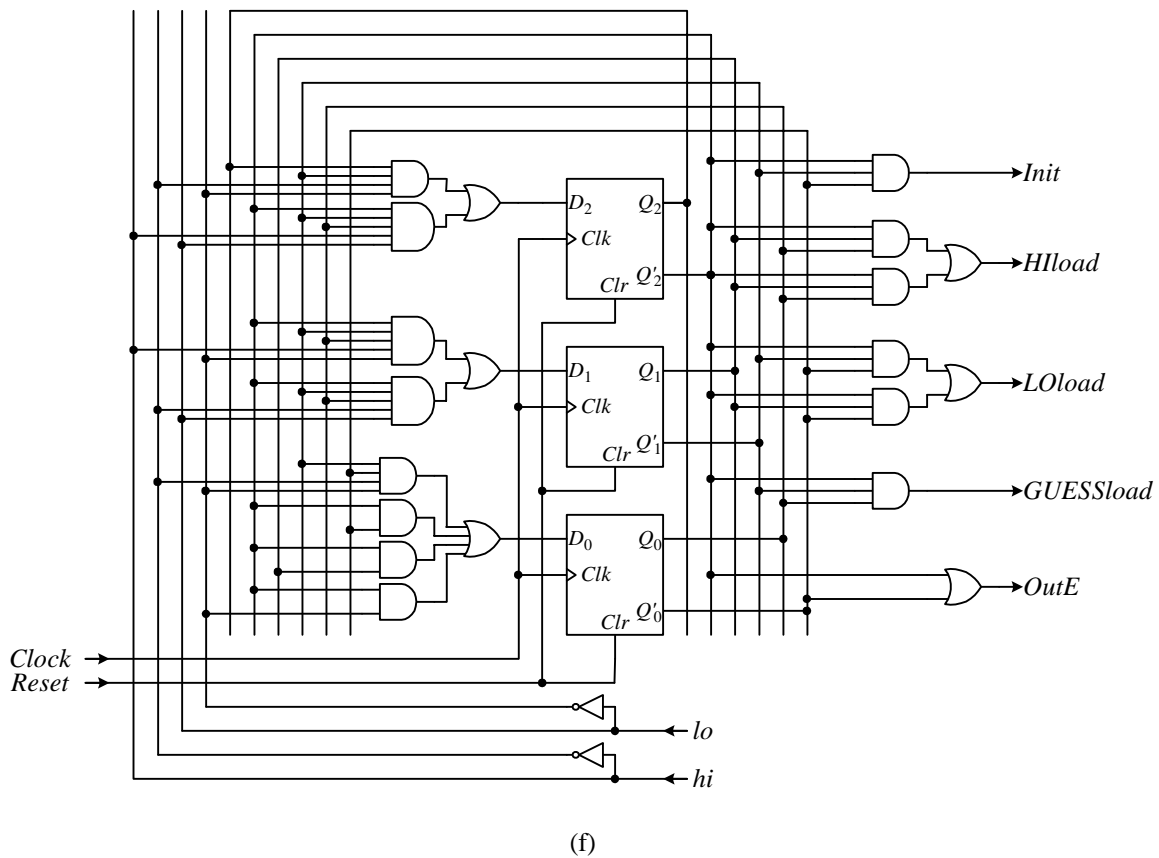 Init
D2 Q2
Clk
HIload
Q'2
Clr
D1 Q1
LOload
Clk
Q'1
Clr
GUESSload
D0 Q0
Clk
OutE
Q'0
Clr
Clock
Reset
lo
hi
(f)